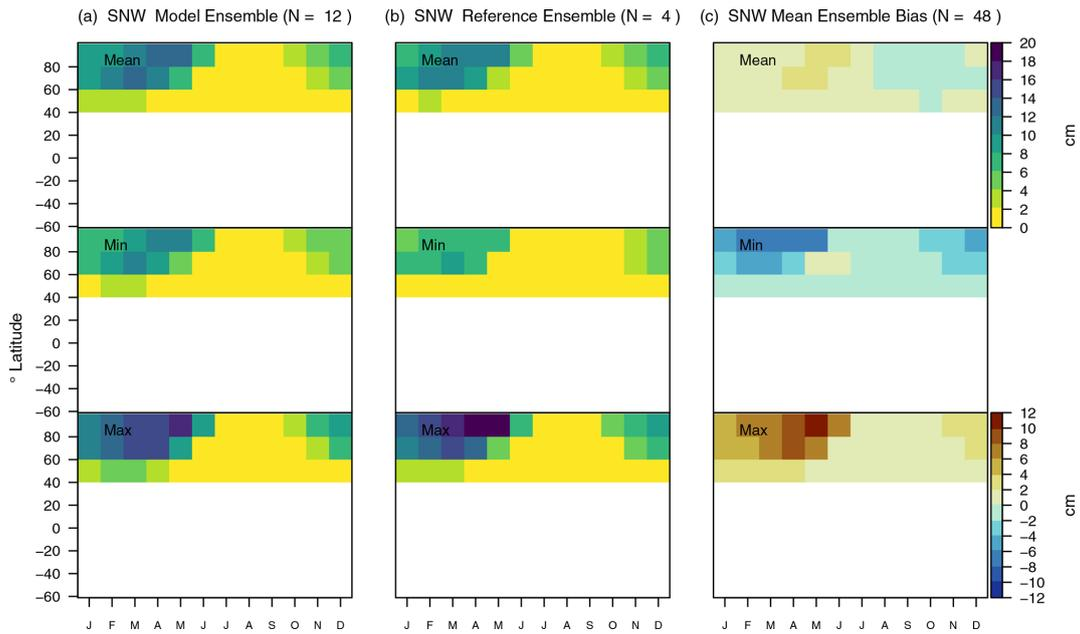 (a) SNW Model Ensemble (N = 12 )
(b) SNW Reference Ensemble (N = 4 )
(c) SNW Mean Ensemble Bias (N = 48 )
Mean
Mean
Mean
80
60
40
20
0
−20
−40
−60
20
18
16
14
12
10
8
6
4
2
0
cm
Min
Min
Min
80
60
40
20
0
−20
−40
−60
° Latitude
Max
Max
Max
80
60
40
20
0
−20
−40
−60
12
10
8
6
4
2
0
−2
−4
−6
−8
−10
−12
cm
J F M A M J J A S O N D
J F M A M J J A S O N D
J F M A M J J A S O N D